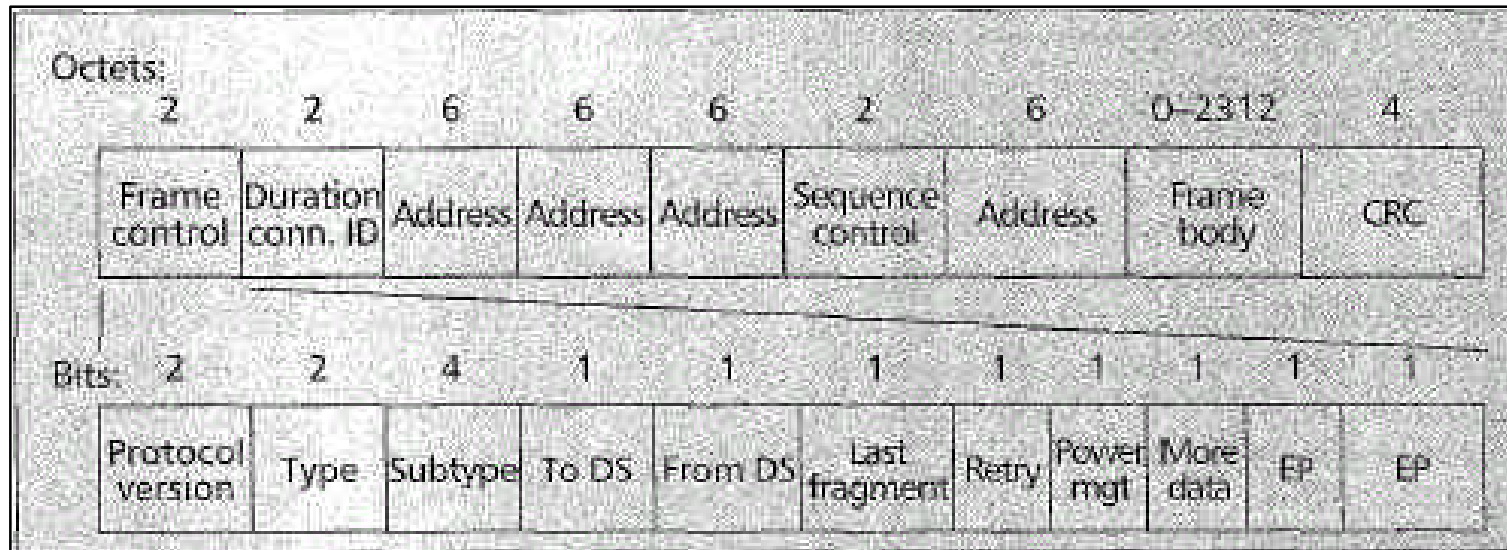 Octets:
2 2 6 6 6 2 6 0–2312 4
Frame control Duration conn. ID Address Address Address Sequence control Address Frame body CRC
Bits: 2 2 4 1 1 1 1 1 1 1 1
Protocol version Type Subtype To DS From DS Last fragment Retry Power mgt More data EP EP